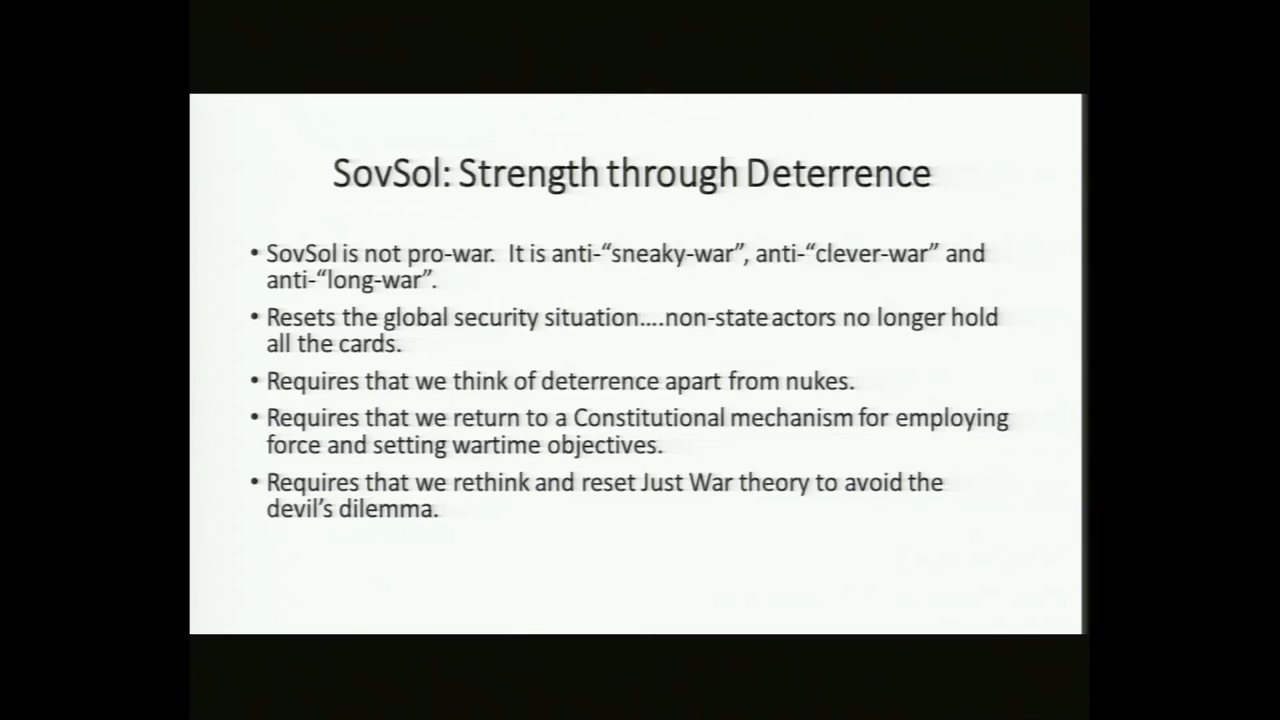 SovSol: Strength through Deterrence
• SovSol is not pro-war. It is anti-“sneaky-war”, anti-“clever-war” and
anti-“long-war”.
• Resets the global security situation....non-state actors no longer hold
all the cards.
• Requires that we think of deterrence apart from nukes.
• Requires that we return to a Constitutional mechanism for employing
force and setting wartime objectives.
• Requires that we rethink and reset Just War theory to avoid the
devil’s dilemma.